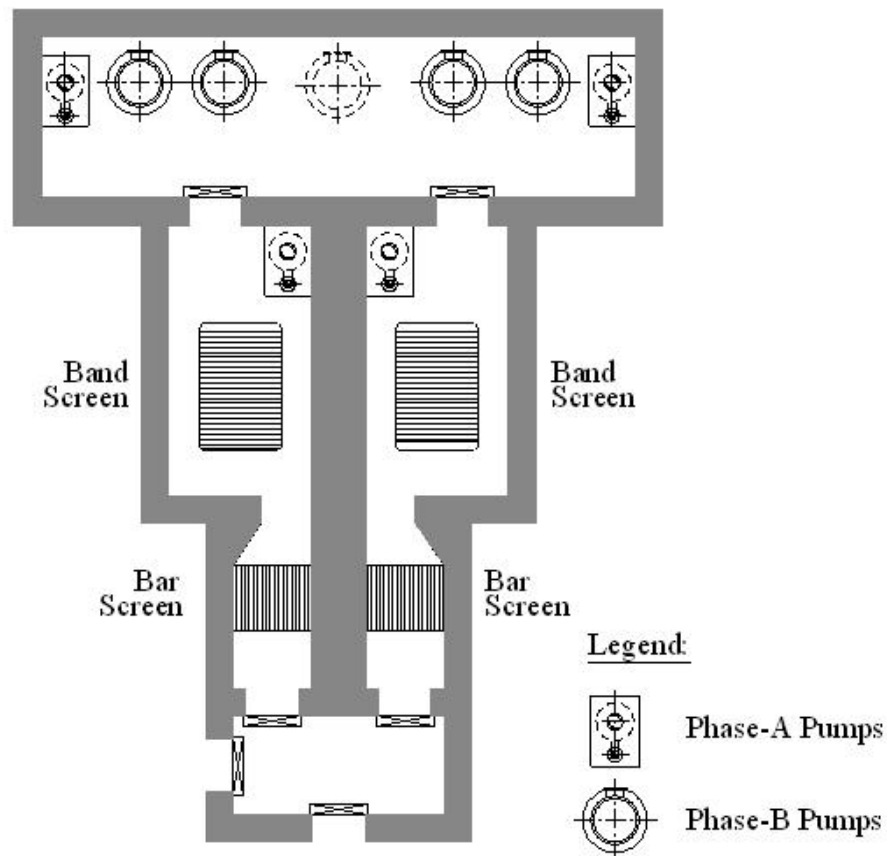 Band
Screen
Band
Screen
Bar
Screen
Bar
Screen
Legend:
Phase-A Pumps
Phase-B Pumps